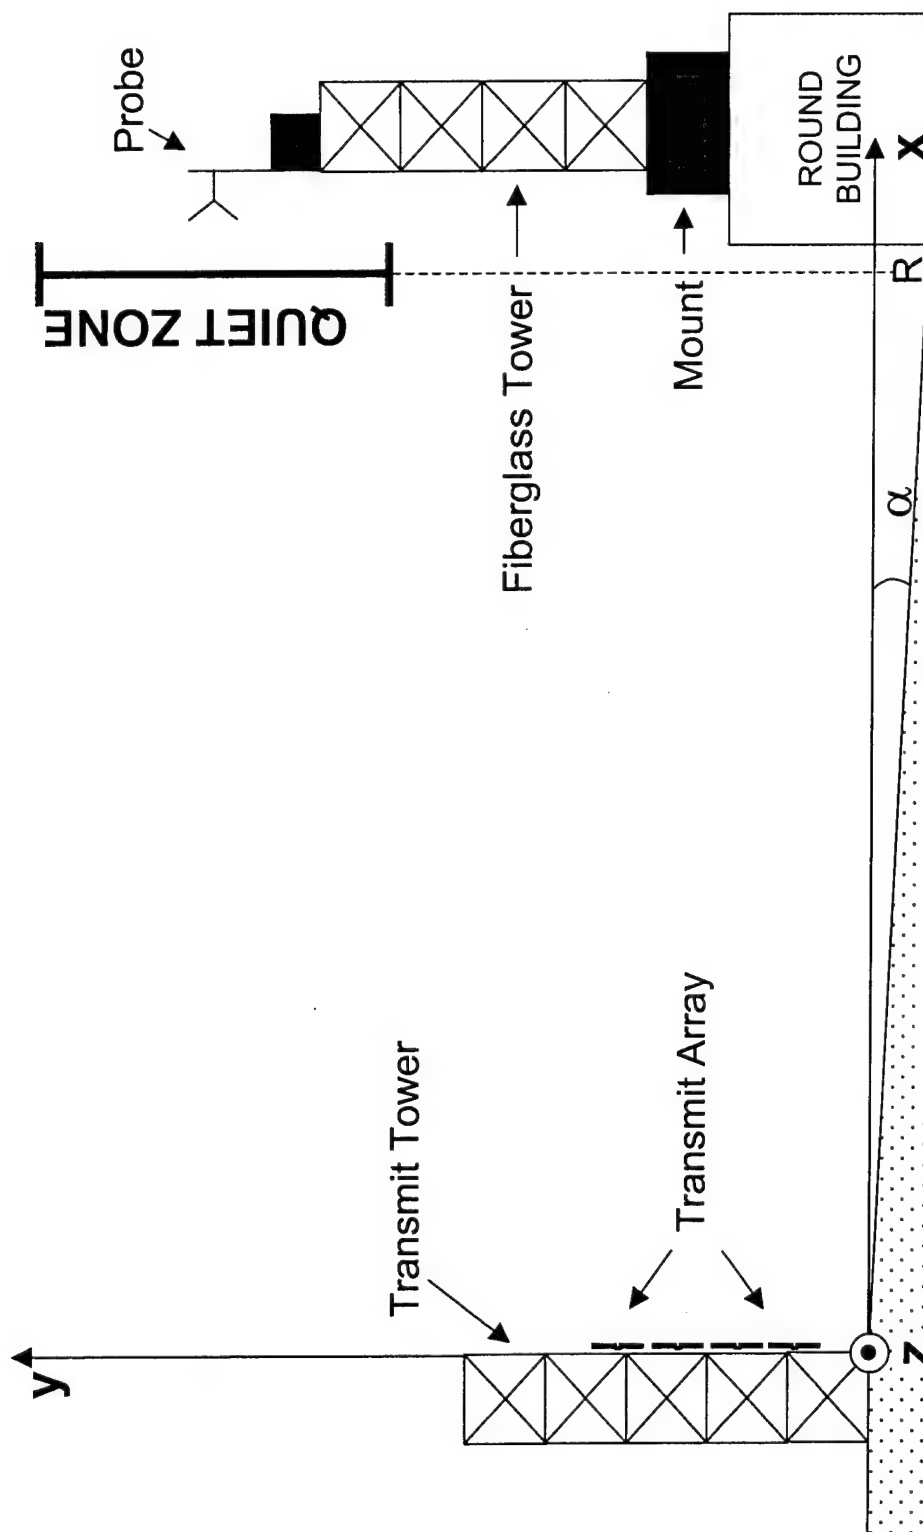 y
Transmit Tower
Transmit Array
z
Probe
QUIET ZONE
Fiberglass Tower
Mount
ROUND
BUILDING
R
x
α